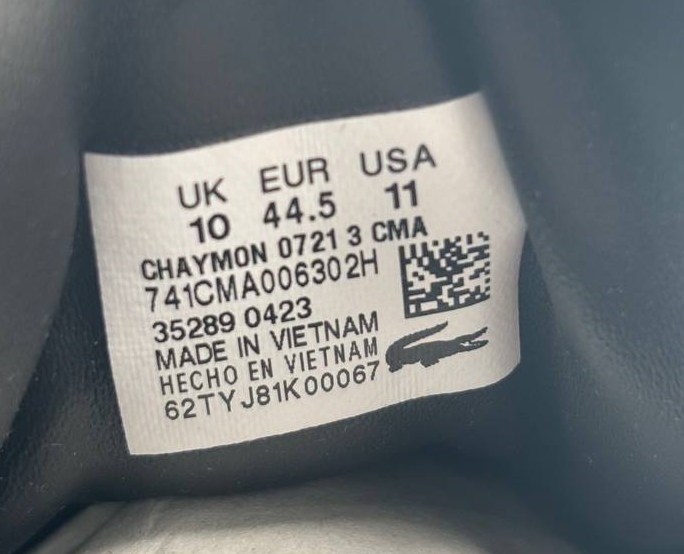 UK EUR USA
10 44.5 11
CHAYMON 0721 3 CMA
741CMA006302H
35289 0423
MADE IN VIETNAM
HECHO EN VIETNAM
62TYJ81K00067